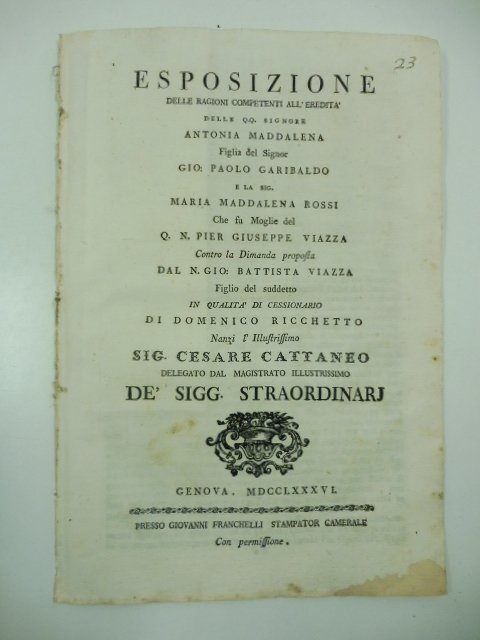 23
ESPOSIZIONE
DELLE RAGIONI COMPETENTI ALL' EREDITA'
DELLE QQ. SIGNORE
ANTONIA MADDALENA
Figlia del Signor
GIO: PAOLO GARIBALDO
E LA SIG.
MARIA MADDALENA ROSSI
Che fu Moglie del
Q. N. PIER GIUSEPPE VIAZZA
Contro la Dimanda propoſta
DAL N. GIO: BATTISTA VIAZZA
Figlio del suddetto
IN QUALITA' DI CESSIONARIO
DI DOMENICO RICCHETTO
Nanzi l' Illuſtriſſimo
SIG. CESARE CATTANEO
DELEGATO DAL MAGISTRATO ILLUSTRISSIMO
DE' SIGG. STRAORDINARJ
GENOVA, MDCCLXXXVI.
PRESSO GIOVANNI FRANCHELLI STAMPATOR CAMERALE
Con permiſſione.